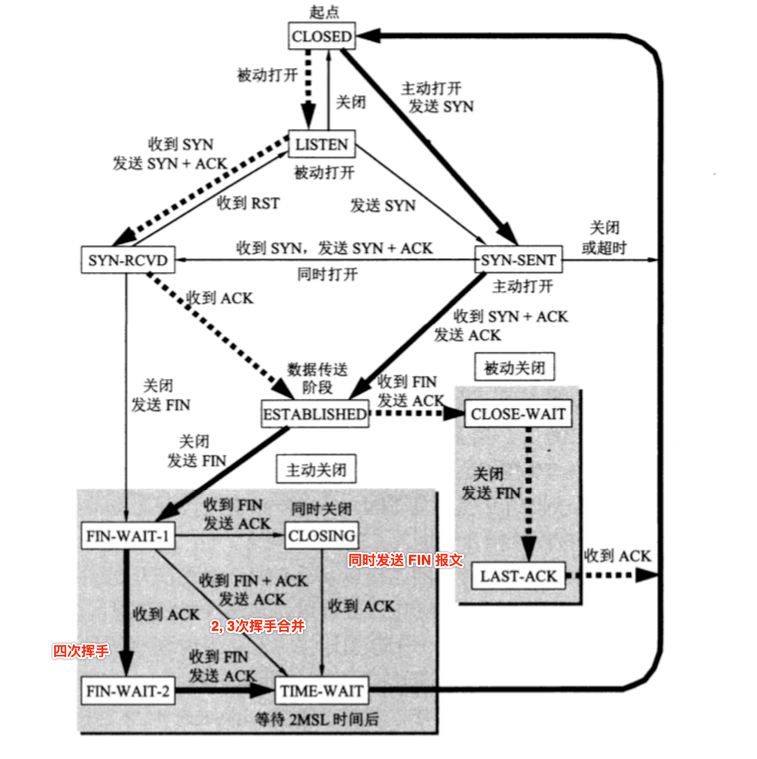 起点
CLOSED
被动打开
关闭
主动打开
发送 SYN
收到 SYN
发送 SYN + ACK
LISTEN
被动打开
收到 RST
发送 SYN
关闭
或超时
SYN-RCVD
收到 SYN，发送 SYN + ACK
同时打开
SYN-SENT
主动打开
收到 ACK
收到 SYN + ACK
发送 ACK
数据传送
阶段
被动关闭
收到 FIN
发送 ACK
ESTABLISHED
CLOSE-WAIT
关闭
发送 FIN
关闭
发送 FIN
主动关闭
关闭
发送 FIN
收到 FIN
发送 ACK
同时关闭
FIN-WAIT-1
CLOSING
同时发送 FIN 报文
收到 ACK
LAST-ACK
收到 FIN + ACK
发送 ACK
收到 ACK
收到 ACK
2, 3次挥手合并
四次挥手
收到 FIN
发送 ACK
FIN-WAIT-2
TIME-WAIT
等待 2MSL 时间后